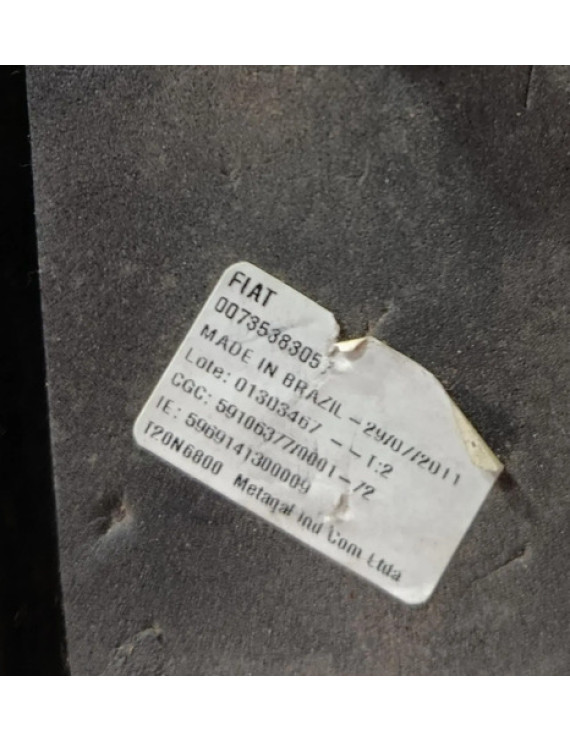 FIAT
0073538305
MADE IN BRAZIL - 29/07/2011
Lote: 01303467 -- T:2
CGC: 59106377/0001-72
IE: 5969141300009
T20N6800 Metagal Ind Com Ltda